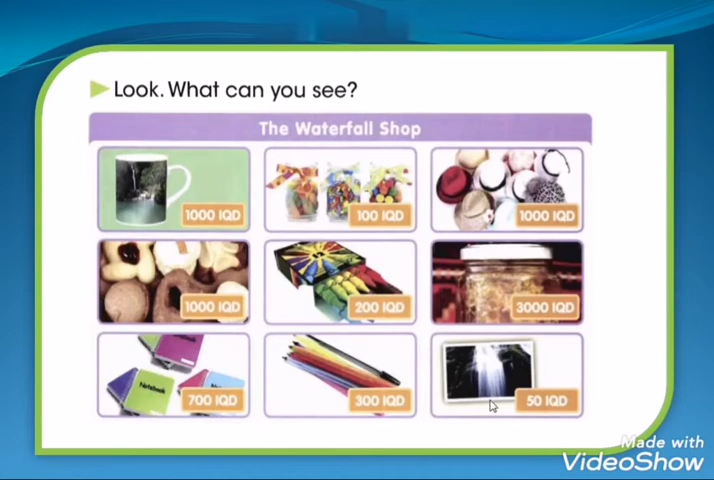 Look. What can you see?
The Waterfall Shop
1000 IQD
100 IQD
1000 IQD
1000 IQD
200 IQD
3000 IQD
Notebook
700 IQD
300 IQD
50 IQD
Made with
VideoShow